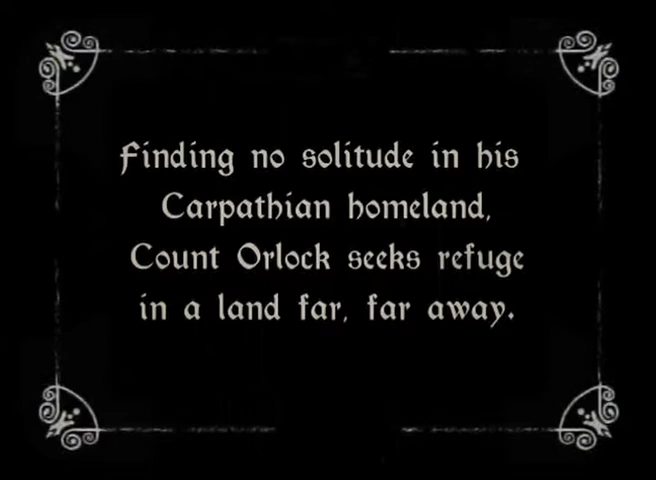 Finding no solitude in his
Carpathian homeland,
Count Orlock seeks refuge
in a land far, far away.